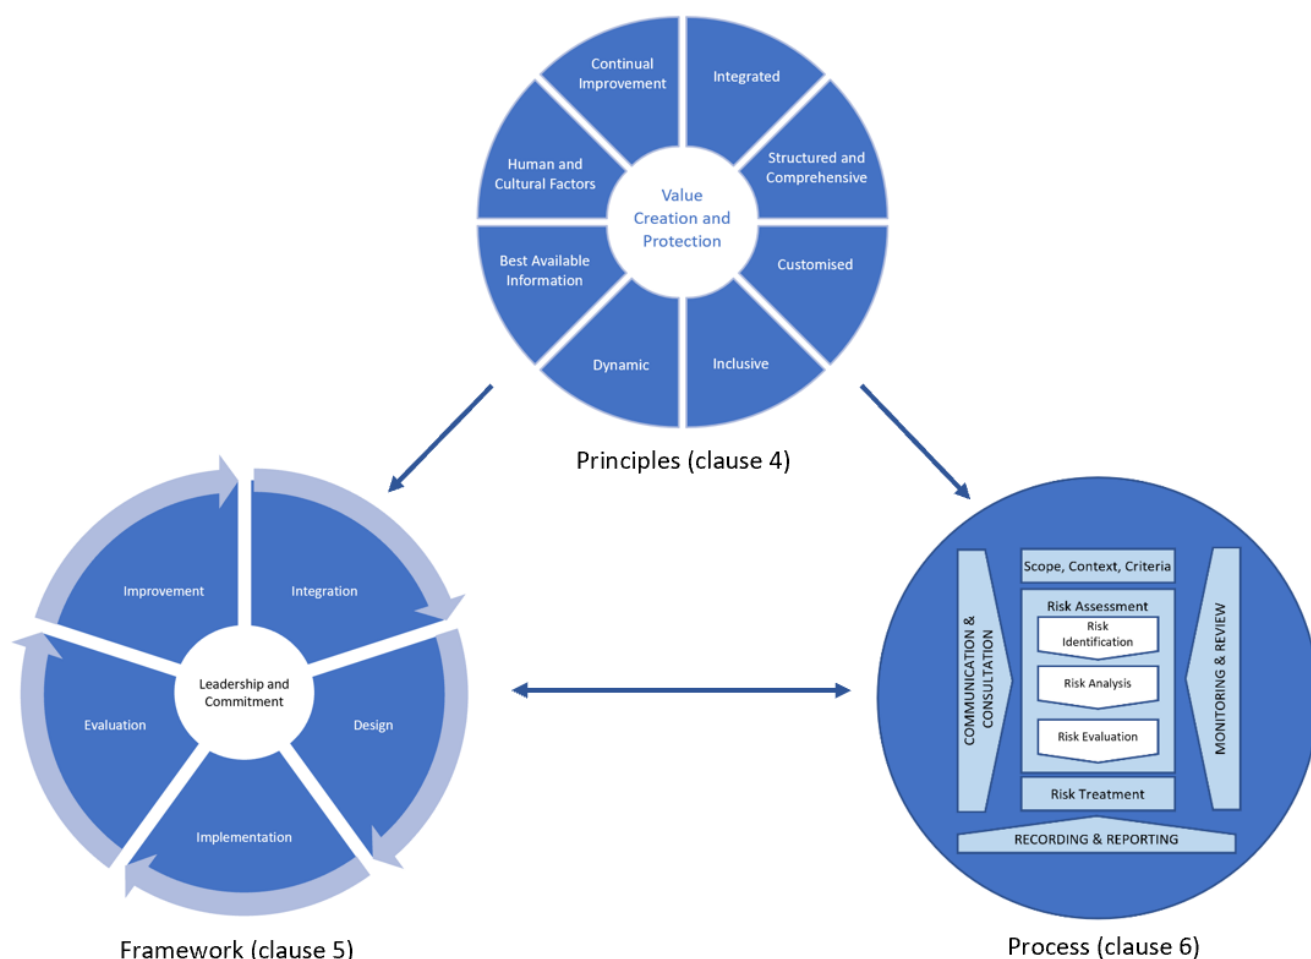 Continual
Improvement
Integrated
Human and
Cultural Factors
Structured and
Comprehensive
Value
Creation and
Protection
Best Available
Information
Customised
Dynamic
Inclusive
Principles (clause 4)
Improvement
Integration
Leadership and
Commitment
Evaluation
Design
Implementation
Framework (clause 5)
Scope, Context, Criteria
Risk Assessment
Risk
Identification
Risk Analysis
Risk Evaluation
Risk Treatment
COMMUNICATION &
CONSULTATION
MONITORING & REVIEW
RECORDING & REPORTING
Process (clause 6)